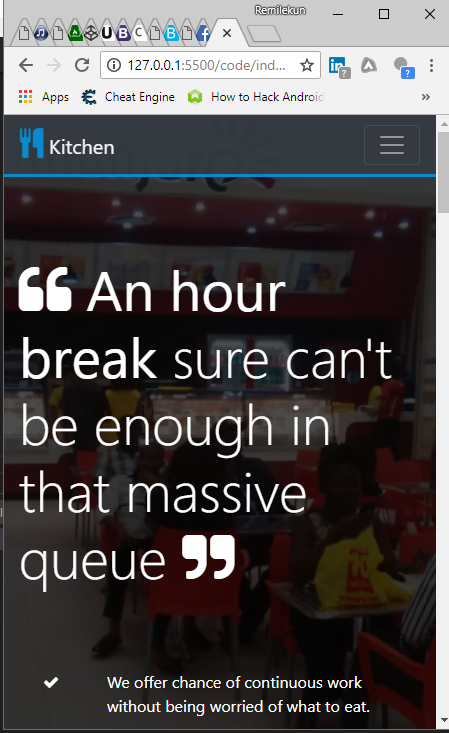 Remilekun
127.0.0.1:5500/code/ind...
Apps Cheat Engine How to Hack Android
Kitchen
An hour
break sure can't
be enough in
that massive
queue
We offer chance of continuous work
without being worried of what to eat.